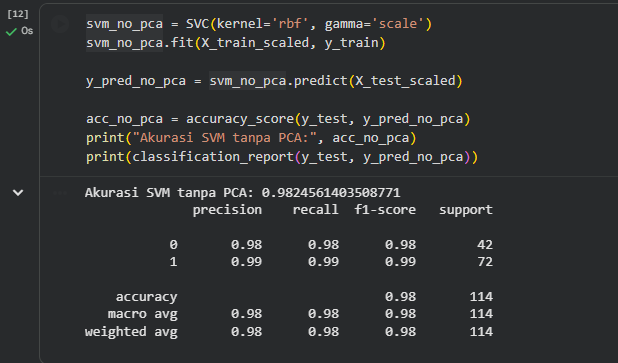 [12]
0s
svm_no_pca = SVC(kernel='rbf', gamma='scale')
svm_no_pca.fit(X_train_scaled, y_train)
y_pred_no_pca = svm_no_pca.predict(X_test_scaled)
acc_no_pca = accuracy_score(y_test, y_pred_no_pca)
print("Akurasi SVM tanpa PCA:", acc_no_pca)
print(classification_report(y_test, y_pred_no_pca))
Akurasi SVM tanpa PCA: 0.9824561403508771
precision recall f1-score support
0 0.98 0.98 0.98 42
1 0.99 0.99 0.99 72
accuracy 0.98 114
macro avg 0.98 0.98 0.98 114
weighted avg 0.98 0.98 0.98 114